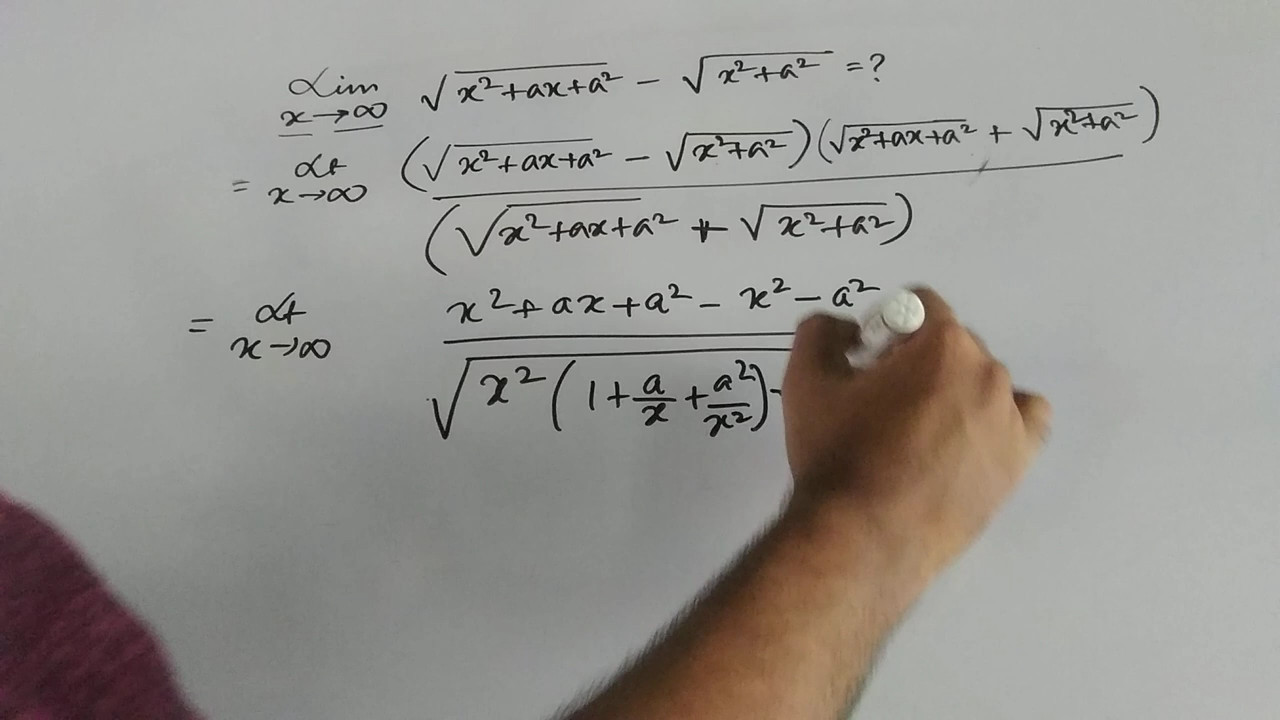 Lim x→∞ √(x²+ax+a²) − √(x²+a²) = ?
= Lt x→∞ (√(x²+ax+a²) − √(x²+a²))(√(x²+ax+a²) + √(x²+a²)) / (√(x²+ax+a²) + √(x²+a²))
= Lt x→∞ x²+ax+a²−x²−a² / √(x²(1+a/x+a²/x²))